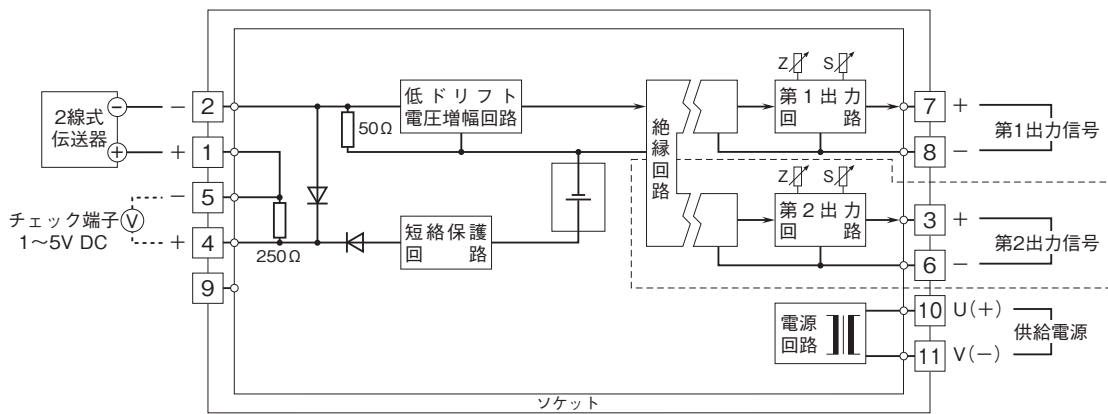 2線式
伝送器
−
+
− 2
+ 1
− 5
+ 4
9
チェック端子
1〜5V DC
V
250Ω
50Ω
低ドリフト
電圧増幅回路
短絡保護
回路
絶縁回路
Z S
第1出力
回路
Z S
第2出力
回路
電源
回路
7 +
8 −
第1出力信号
3 +
6 −
第2出力信号
10 U(+)
11 V(−)
供給電源
ソケット